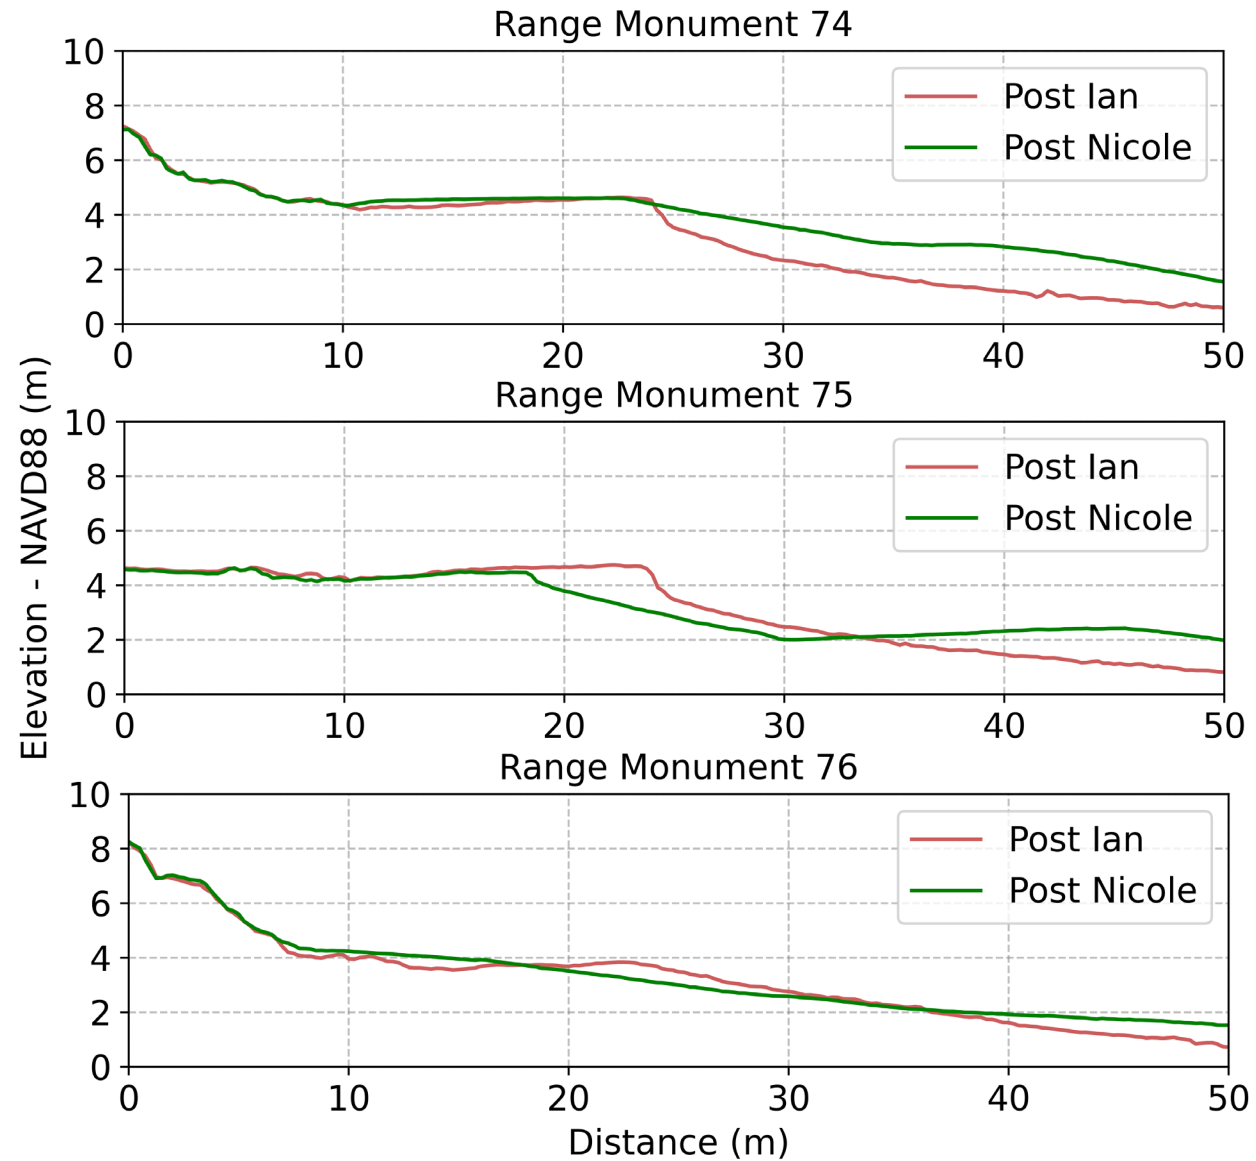 Range Monument 74
10
8
6
4
2
0
Post Ian
Post Nicole
0 10 20 30 40 50
Range Monument 75
Elevation - NAVD88 (m)
10
8
6
4
2
0
Post Ian
Post Nicole
0 10 20 30 40 50
Range Monument 76
10
8
6
4
2
0
Post Ian
Post Nicole
0 10 20 30 40 50
Distance (m)